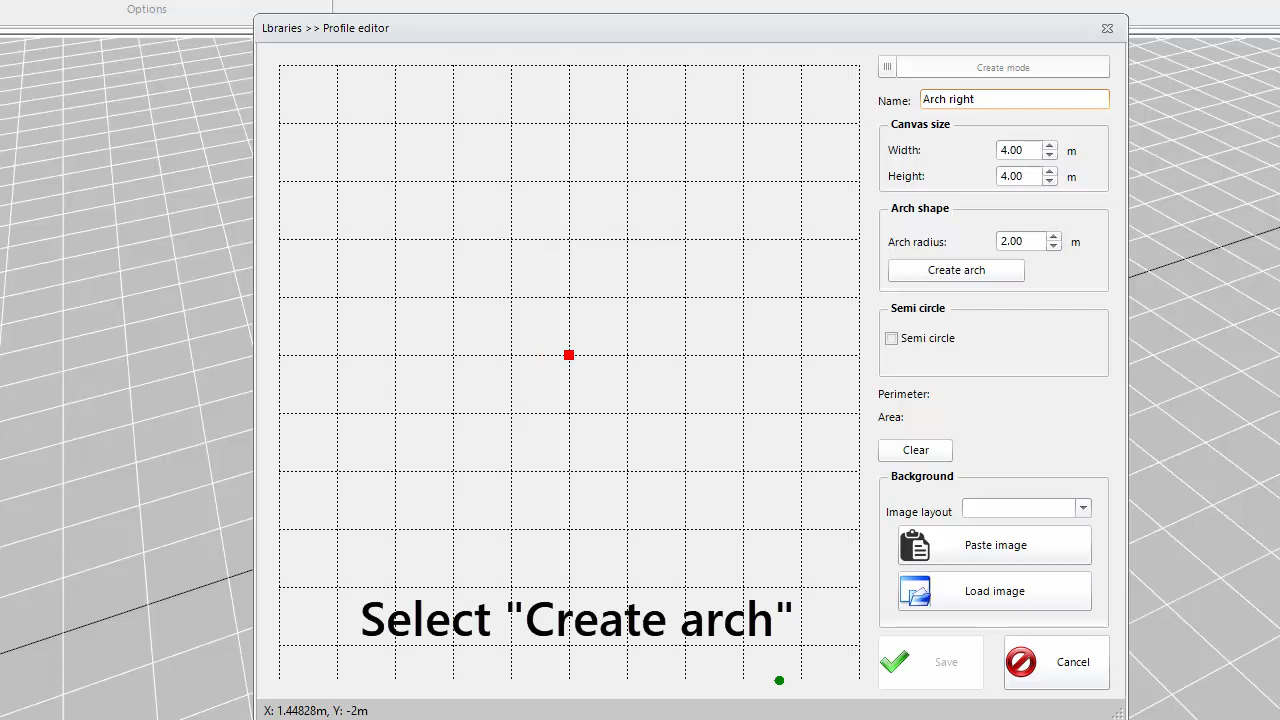 Options
Lbraries >> Profile editor
Create mode
Name: Arch right
Canvas size
Width: 4.00 m
Height: 4.00 m
Arch shape
Arch radius: 2.00 m
Create arch
Semi circle
Semi circle
Perimeter:
Area:
Clear
Background
Image layout
Paste image
Load image
Select "Create arch"
Save Cancel
X: 1.44828m, Y: -2m